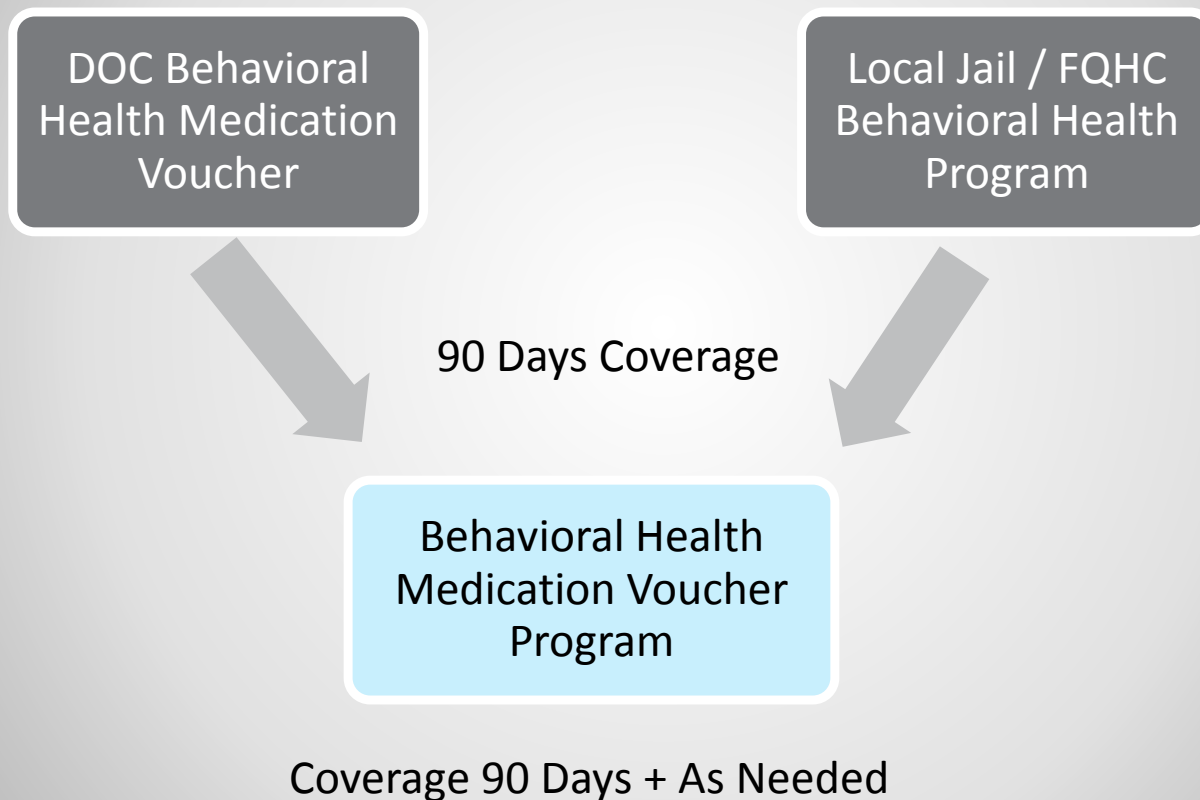 DOC Behavioral
Health Medication
Voucher
Local Jail / FQHC
Behavioral Health
Program
90 Days Coverage
Behavioral Health
Medication Voucher
Program
Coverage 90 Days + As Needed